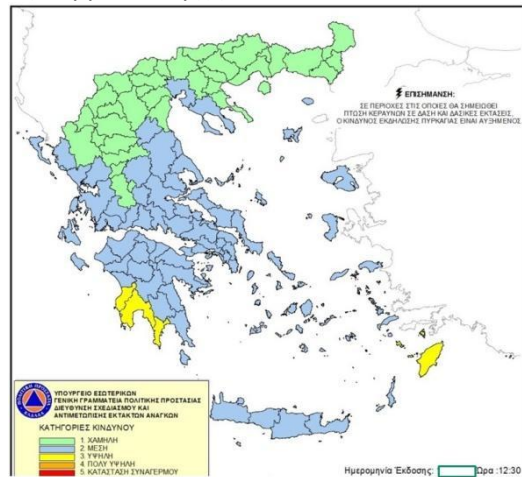 ΕΠΙΣΗΜΑΝΣΗ:
ΣΕ ΠΕΡΙΟΧΕΣ ΣΤΙΣ ΟΠΟΙΕΣ ΘΑ ΣΗΜΕΙΩΘΕΙ
ΠΤΩΣΗ ΚΕΡΑΥΝΩΝ ΣΕ ΔΑΣΗ ΚΑΙ ΔΑΣΙΚΕΣ ΕΚΤΑΣΕΙΣ,
Ο ΚΙΝΔΥΝΟΣ ΕΚΔΗΛΩΣΗΣ ΠΥΡΚΑΓΙΑΣ ΕΙΝΑΙ ΑΥΞΗΜΕΝΟΣ
ΥΠΟΥΡΓΕΙΟ ΕΣΩΤΕΡΙΚΩΝ
ΓΕΝΙΚΗ ΓΡΑΜΜΑΤΕΙΑ ΠΟΛΙΤΙΚΗΣ ΠΡΟΣΤΑΣΙΑΣ
ΔΙΕΥΘΥΝΣΗ ΣΧΕΔΙΑΣΜΟΥ ΚΑΙ
ΑΝΤΙΜΕΤΩΠΙΣΗΣ ΕΚΤΑΚΤΩΝ ΑΝΑΓΚΩΝ
ΚΑΤΗΓΟΡΙΕΣ ΚΙΝΔΥΝΟΥ
1. ΧΑΜΗΛΗ
2. ΜΕΣΗ
3. ΥΨΗΛΗ
4. ΠΟΛΥ ΥΨΗΛΗ
5. ΚΑΤΑΣΤΑΣΗ ΣΥΝΑΓΕΡΜΟΥ
Ημερομηνία Έκδοσης: Ώρα :12:30